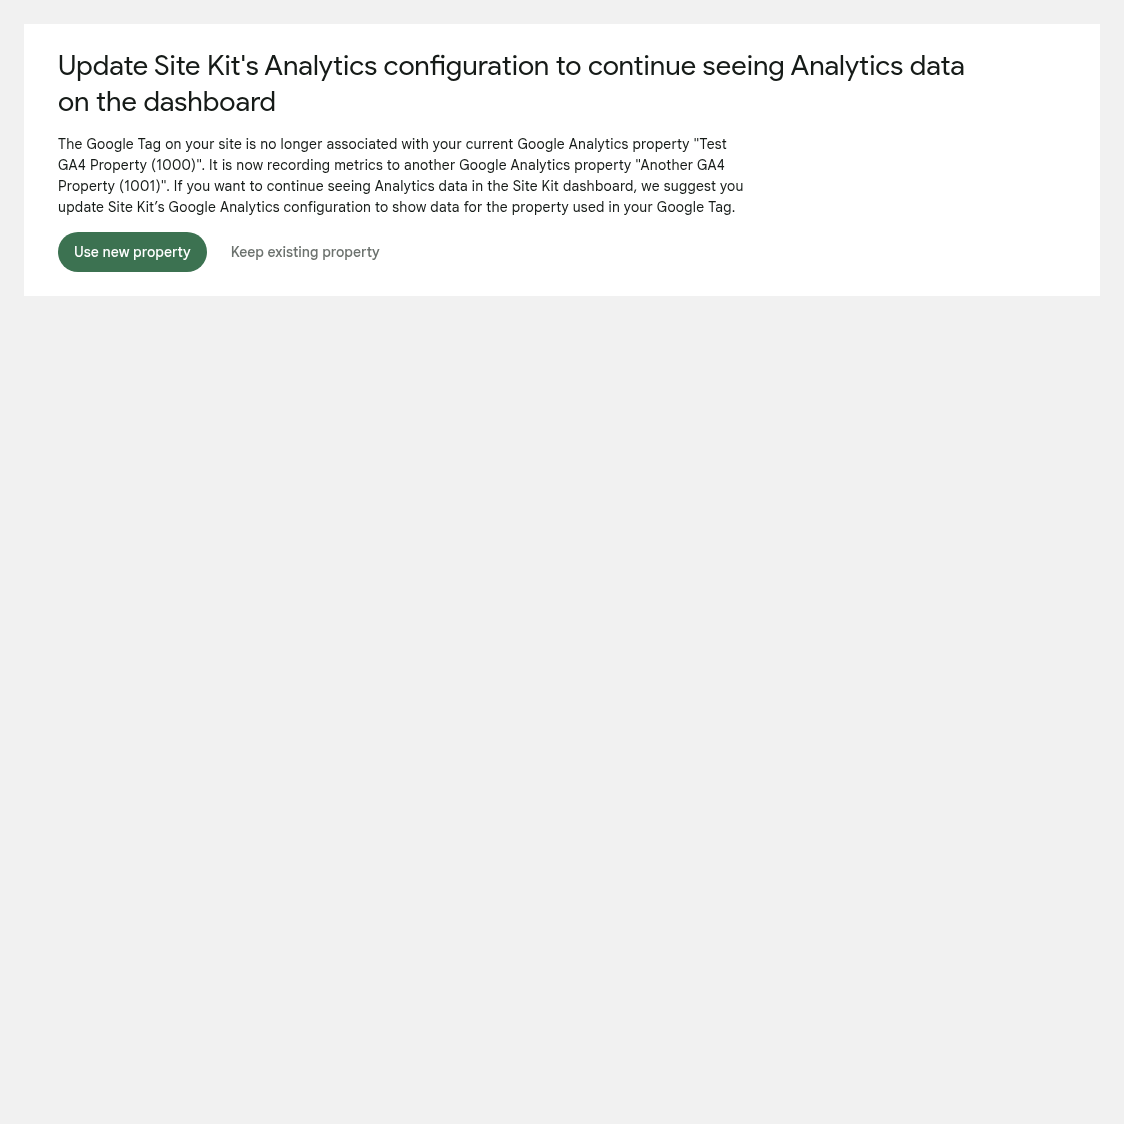 Update Site Kit's Analytics configuration to continue seeing Analytics data
on the dashboard
The Google Tag on your site is no longer associated with your current Google Analytics property "Test
GA4 Property (1000)". It is now recording metrics to another Google Analytics property "Another GA4
Property (1001)". If you want to continue seeing Analytics data in the Site Kit dashboard, we suggest you
update Site Kit’s Google Analytics configuration to show data for the property used in your Google Tag.
Use new property
Keep existing property